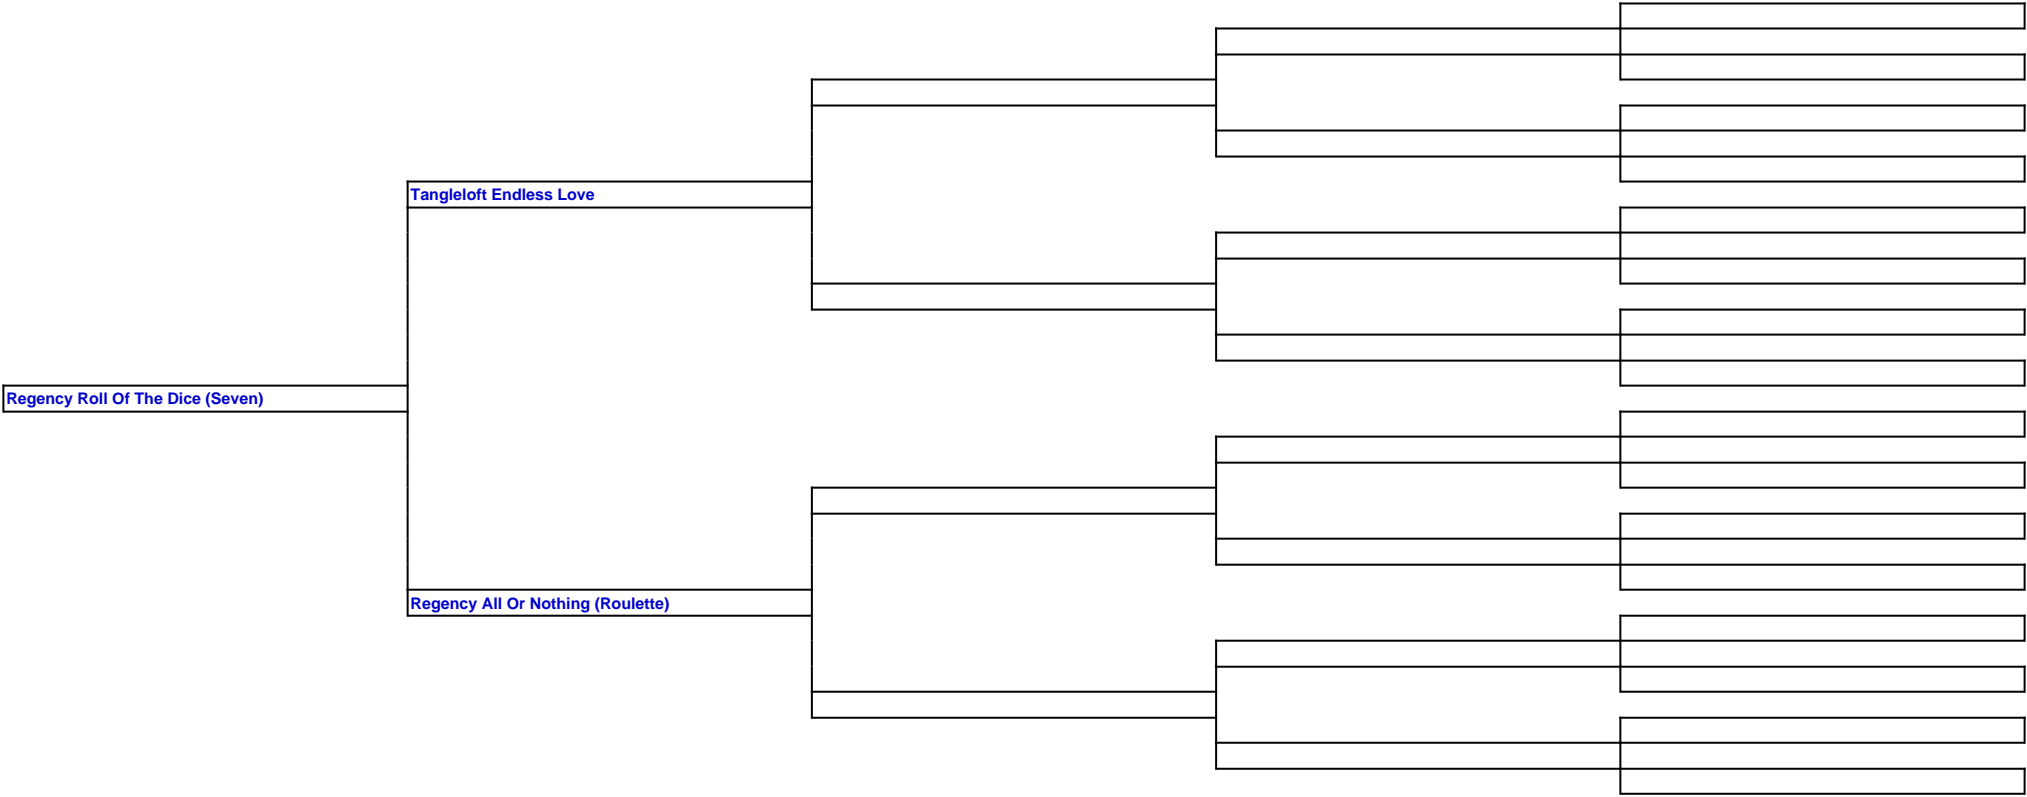 Tangleloft Endless Love
Regency Roll Of The Dice (Seven)
Regency All Or Nothing (Roulette)